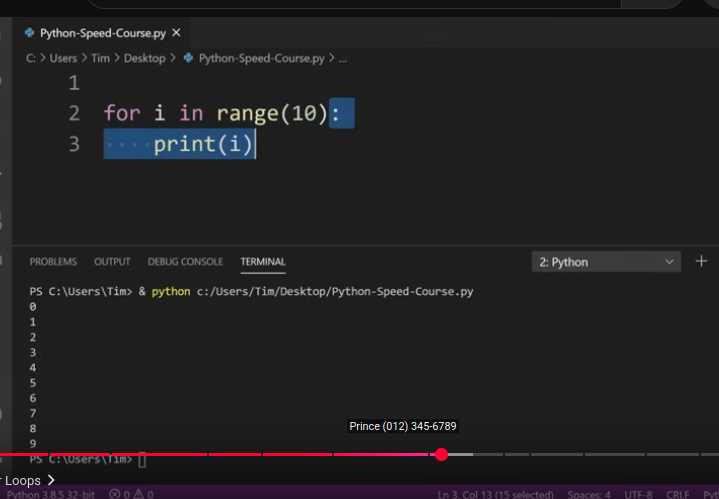 Python-Speed-Course.py ×
C: > Users > Tim > Desktop > Python-Speed-Course.py > ...
1
2 for i in range(10):
3 ····print(i)
PROBLEMS OUTPUT DEBUG CONSOLE TERMINAL 2: Python
PS C:\Users\Tim> & python c:/Users/Tim/Desktop/Python-Speed-Course.py
0
1
2
3
4
5
6
7
8
Prince (012) 345-6789
9
PS C:\Users\Tim>
Loops >
Python 3.8.5 32-bit 0 0 Ln 3, Col 13 (15 selected) Spaces: 4 UTF-8 CRLF